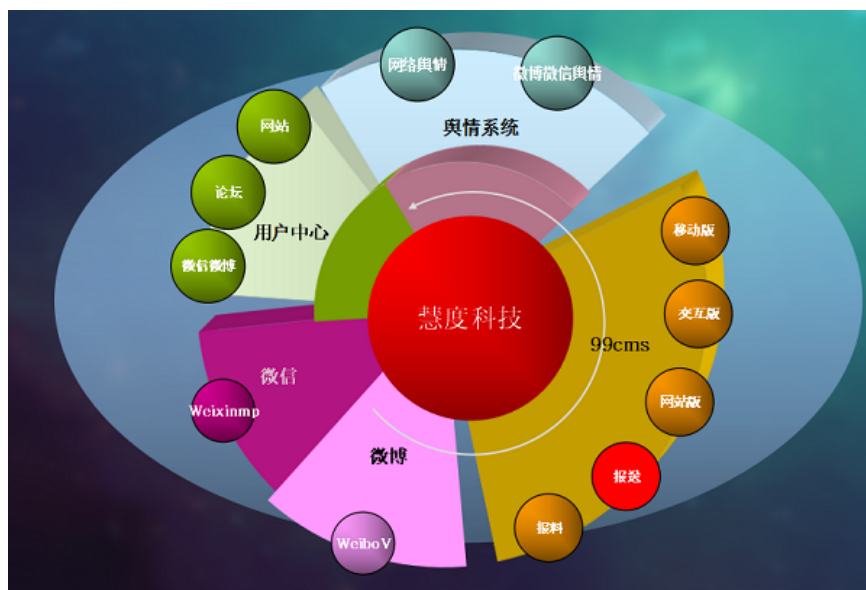 网络舆情
微博微信舆情
舆情系统
网站
论坛
用户中心
微信微博
移动版
交互版
慧度科技
99cms
微信
网站版
Weixinmp
微博
报送
报料
WeiboV